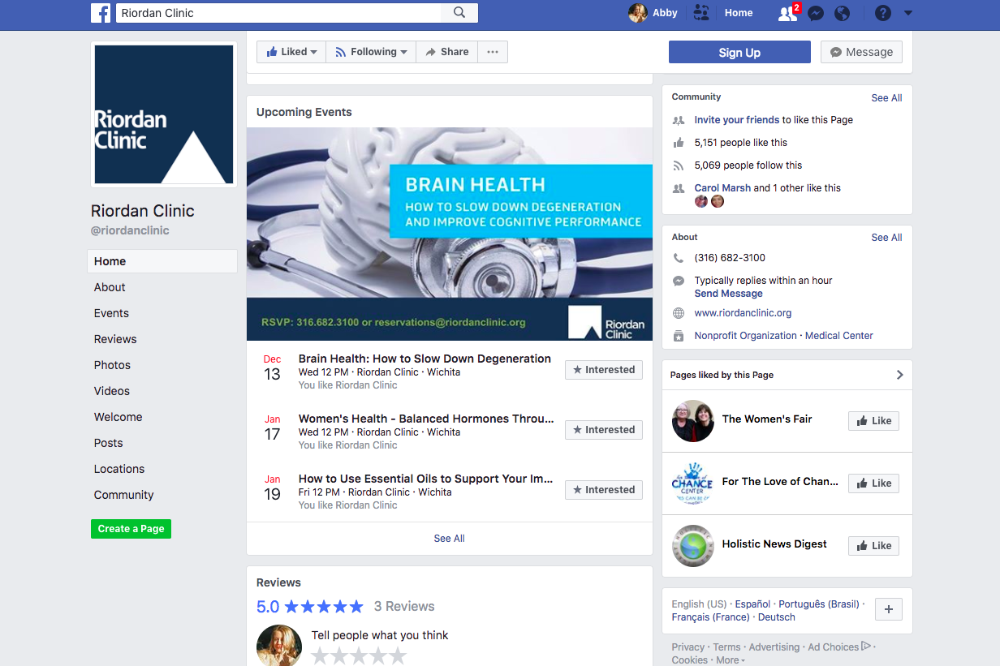 Riordan Clinic
Abby
Home
2
Liked
Following
Share
Sign Up
Message
Riordan
Clinic
Riordan Clinic
@riordanclinic
Home
About
Events
Reviews
Photos
Videos
Welcome
Posts
Locations
Community
Create a Page
Upcoming Events
BRAIN HEALTH
HOW TO SLOW DOWN DEGENERATION
AND IMPROVE COGNITIVE PERFORMANCE
RSVP: 316.682.3100 or reservations@riordanclinic.org
Riordan
Clinic
Dec
13
Brain Health: How to Slow Down Degeneration
Wed 12 PM · Riordan Clinic · Wichita
You like Riordan Clinic
Interested
Jan
17
Women's Health - Balanced Hormones Throu...
Wed 12 PM · Riordan Clinic · Wichita
You like Riordan Clinic
Interested
Jan
19
How to Use Essential Oils to Support Your Im...
Fri 12 PM · Riordan Clinic · Wichita
You like Riordan Clinic
Interested
See All
Reviews
5.0 ★★★★★ 3 Reviews
Tell people what you think
Community
See All
Invite your friends to like this Page
5,151 people like this
5,069 people follow this
Carol Marsh and 1 other like this
About
See All
(316) 682-3100
Typically replies within an hour
Send Message
www.riordanclinic.org
Nonprofit Organization · Medical Center
Pages liked by this Page
The Women's Fair
Like
CHANCE
CENTER
For The Love of Chan...
Like
Holistic News Digest
Like
English (US) · Español · Português (Brasil) ·
Français (France) · Deutsch
Privacy · Terms · Advertising · Ad Choices ·
Cookies · More